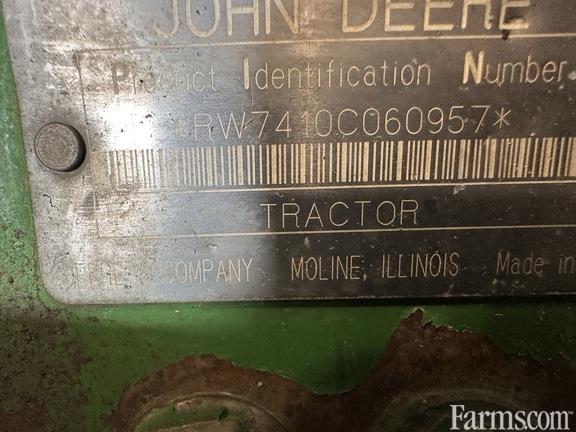 JOHN DEERE
Product Identification Number
*RW7410C060957*
TRACTOR
COMPANY MOLINE, ILLINOIS Made in
Farms.com